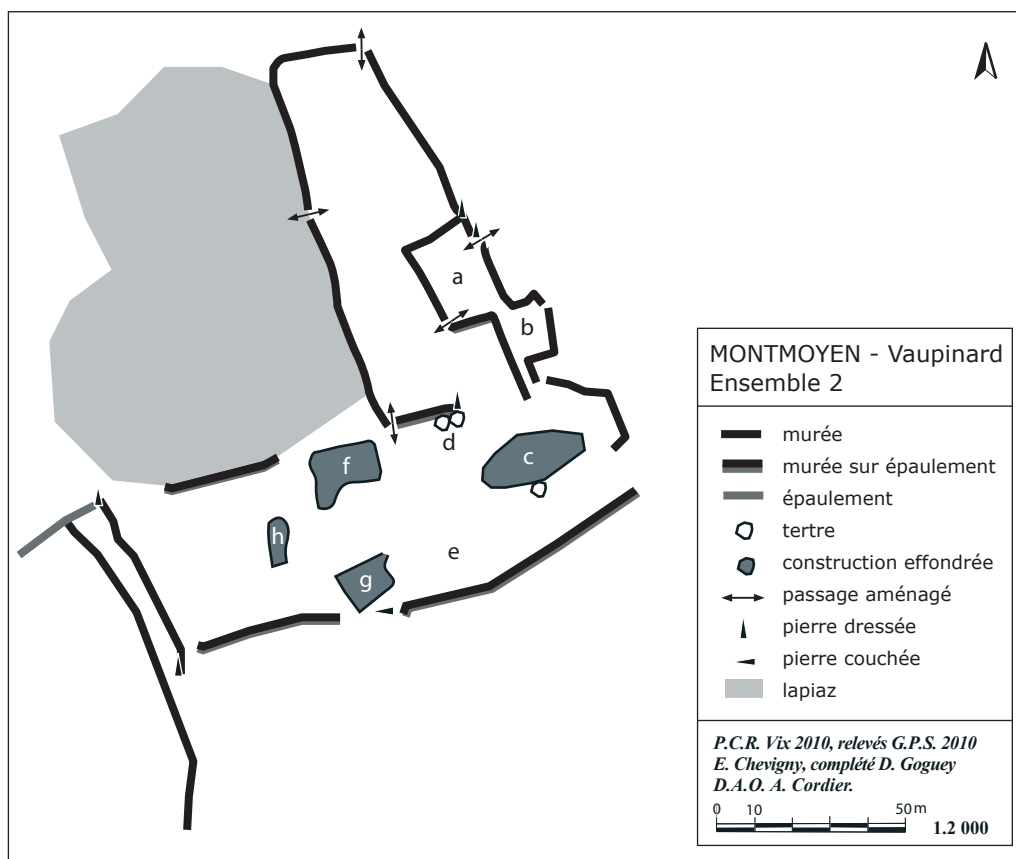 a
b
c
d
e
f
g
h
MONTMOYEN - Vaupinard
Ensemble 2
murée
murée sur épaulement
épaulement
tertre
construction effondrée
passage aménagé
pierre dressée
pierre couchée
lapiaz
P.C.R. Vix 2010, relevés G.P.S. 2010
E. Chevigny, complété D. Goguey
D.A.O. A. Cordier.
0 10 50 m
1.2 000